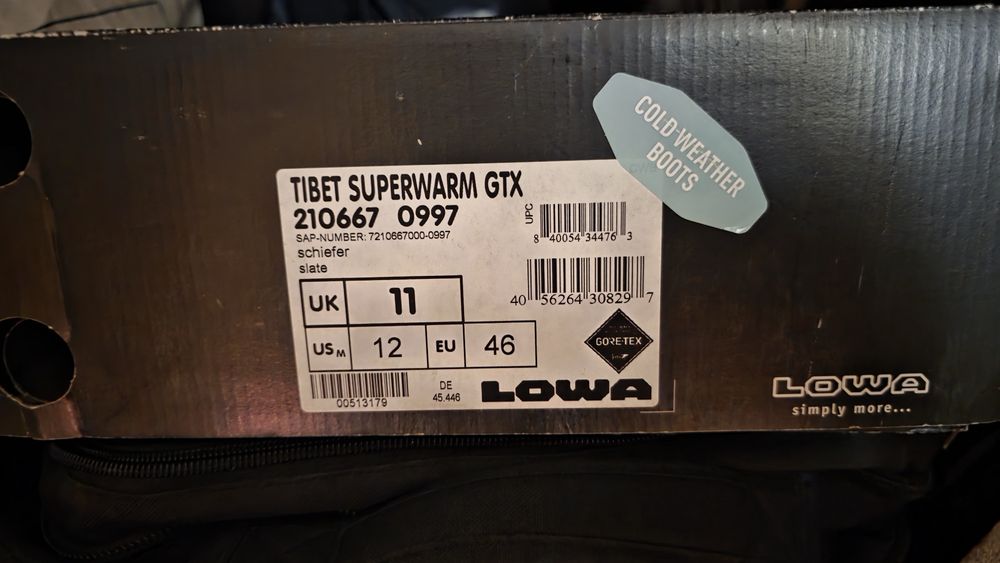 COLD-WEATHER
BOOTS
TIBET SUPERWARM GTX
210667 0997
SAP-NUMBER: 7210667000-0997
schiefer
slate
UPC
8 40054 34476 3
40 56264 30829 7
UK 11
US M 12 EU 46
GORE-TEX
00513179
DE
45.446
LOWA
LOWA
simply more...